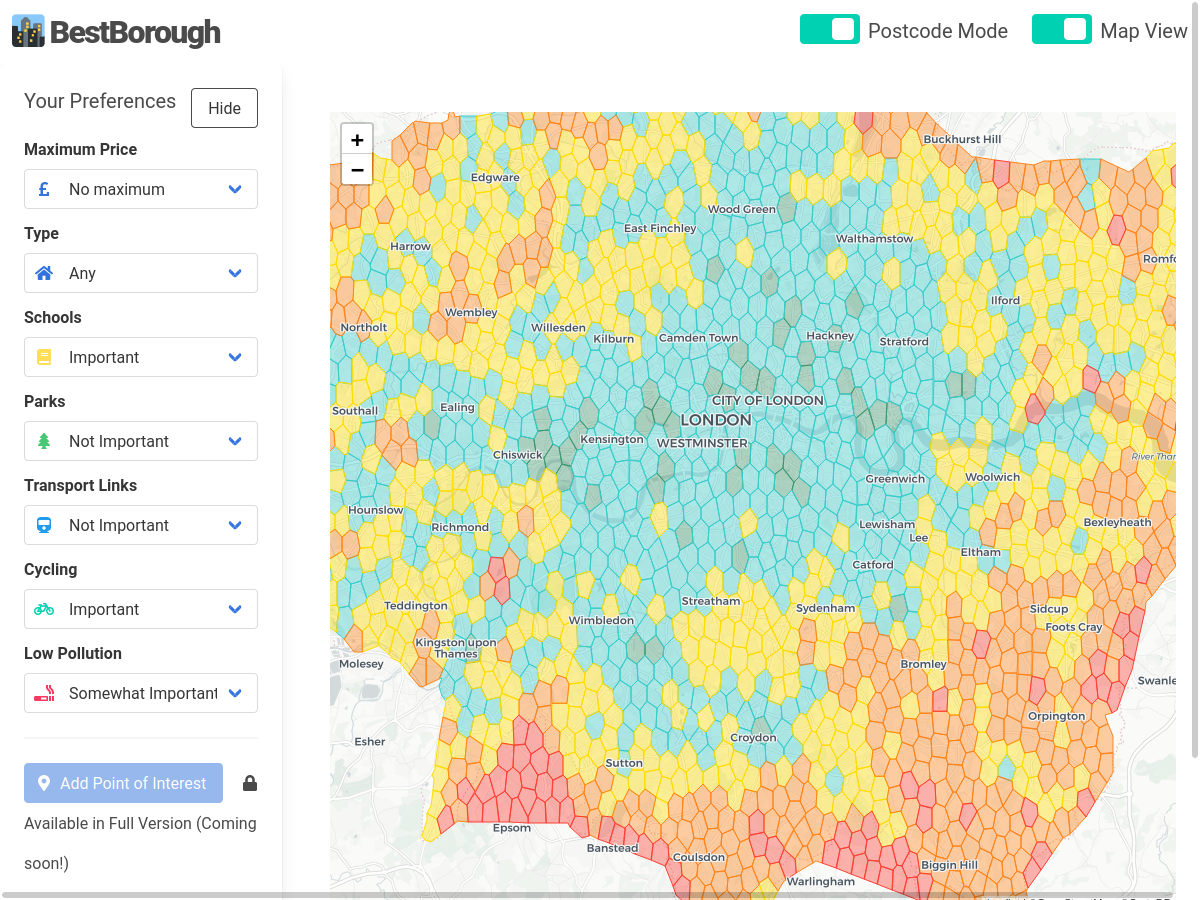 BestBorough
Postcode Mode
Map View
Your Preferences
Hide
Maximum Price
£ No maximum
Type
Any
Schools
Important
Parks
Not Important
Transport Links
Not Important
Cycling
Important
Low Pollution
Somewhat Important
Add Point of Interest
Available in Full Version (Coming
soon!)
+
−
Buckhurst Hill
Edgware
Wood Green
East Finchley
Walthamstow
Harrow
Ilford
Wembley
Northolt
Willesden
Kilburn
Camden Town
Hackney
Stratford
CITY OF LONDON
Southall
Ealing
LONDON
Kensington
WESTMINSTER
Chiswick
Greenwich
Woolwich
Hounslow
Richmond
Lewisham
Bexleyheath
Lee
Eltham
Catford
Teddington
Streatham
Sydenham
Sidcup
Wimbledon
Foots Cray
Kingston upon
Thames
Molesey
Bromley
Orpington
Esher
Croydon
Sutton
Epsom
Banstead
Coulsdon
Biggin Hill
Warlingham